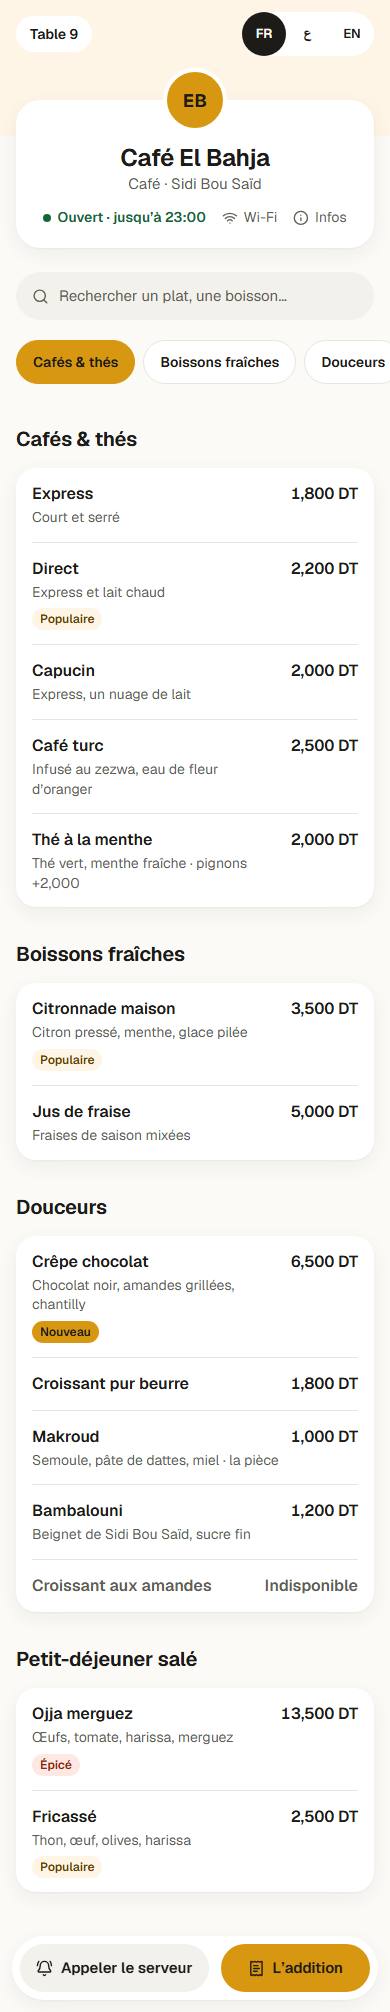 Table 9
FR
ع
EN
EB
Café El Bahja
Café · Sidi Bou Saïd
Ouvert · jusqu’à 23:00
Wi-Fi
Infos
Rechercher un plat, une boisson...
Cafés & thés
Boissons fraîches
Douceurs
Cafés & thés
Express 1,800 DT
Court et serré
Direct 2,200 DT
Express et lait chaud
Populaire
Capucin 2,000 DT
Express, un nuage de lait
Café turc 2,500 DT
Infusé au zezwa, eau de fleur
d’oranger
Thé à la menthe 2,000 DT
Thé vert, menthe fraîche · pignons
+2,000
Boissons fraîches
Citronnade maison 3,500 DT
Citron pressé, menthe, glace pilée
Populaire
Jus de fraise 5,000 DT
Fraises de saison mixées
Douceurs
Crêpe chocolat 6,500 DT
Chocolat noir, amandes grillées,
chantilly
Nouveau
Croissant pur beurre 1,800 DT
Makroud 1,000 DT
Semoule, pâte de dattes, miel · la pièce
Bambalouni 1,200 DT
Beignet de Sidi Bou Saïd, sucre fin
Croissant aux amandes Indisponible
Petit-déjeuner salé
Ojja merguez 13,500 DT
Œufs, tomate, harissa, merguez
Épicé
Fricassé 2,500 DT
Thon, œuf, olives, harissa
Populaire
Appeler le serveur
L’addition